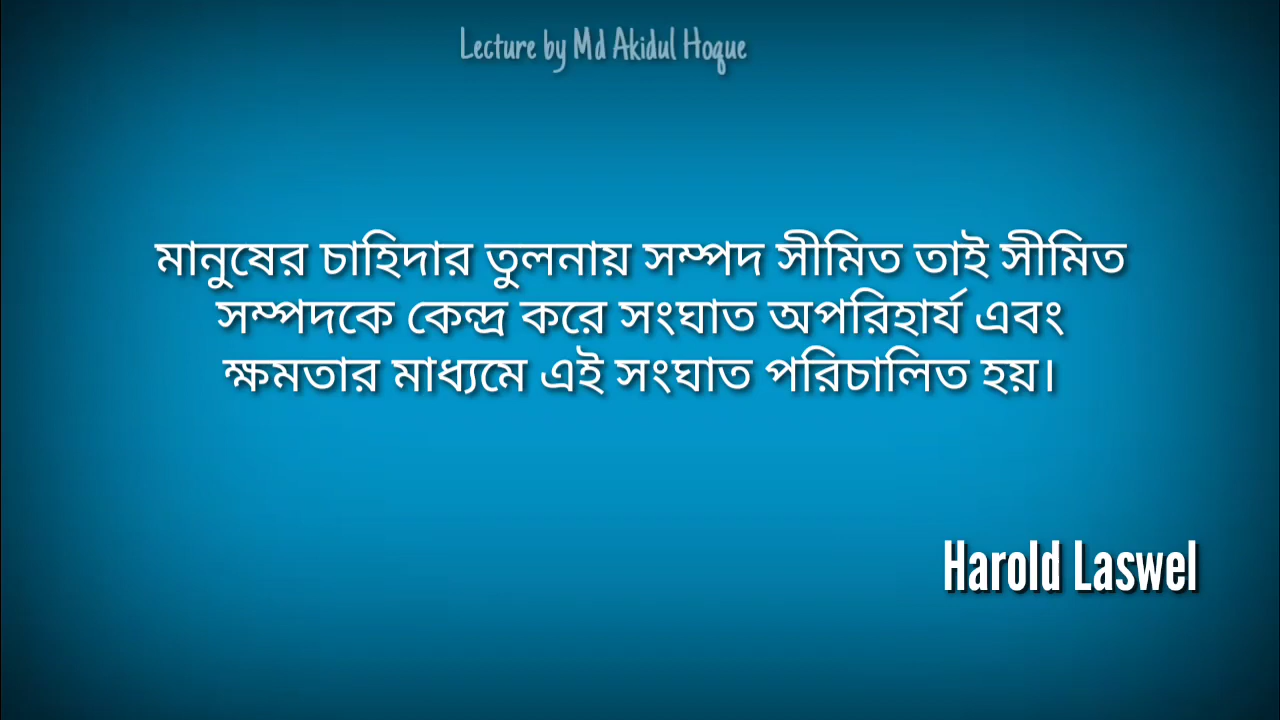 Lecture by Md Akidul Hoque
মানুষের চাহিদার তুলনায় সম্পদ সীমিত তাই সীমিত
সম্পদকে কেন্দ্র করে সংঘাত অপরিহার্য এবং
ক্ষমতার মাধ্যমে এই সংঘাত পরিচালিত হয়।
Harold Laswel